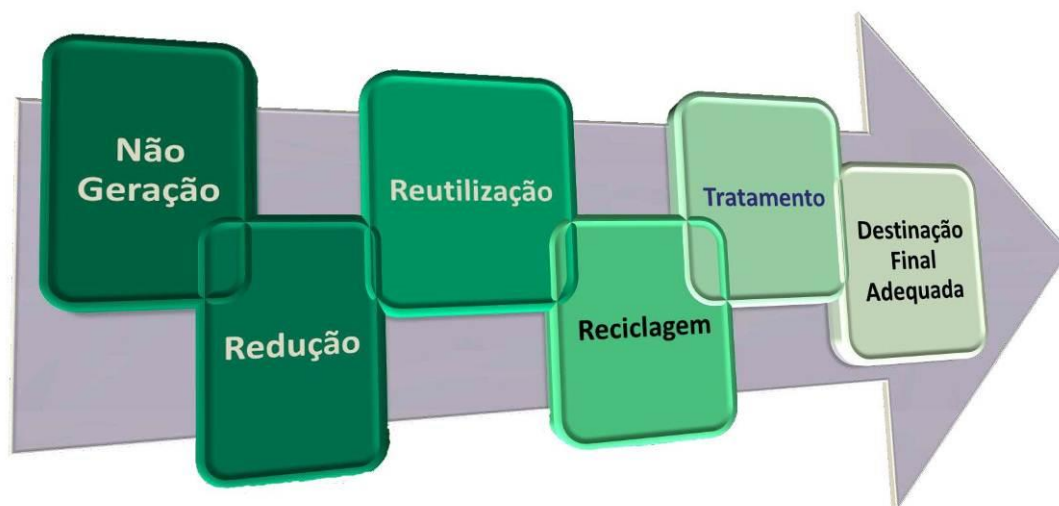 Não
Geração
Redução
Reutilização
Reciclagem
Tratamento
Destinação
Final
Adequada